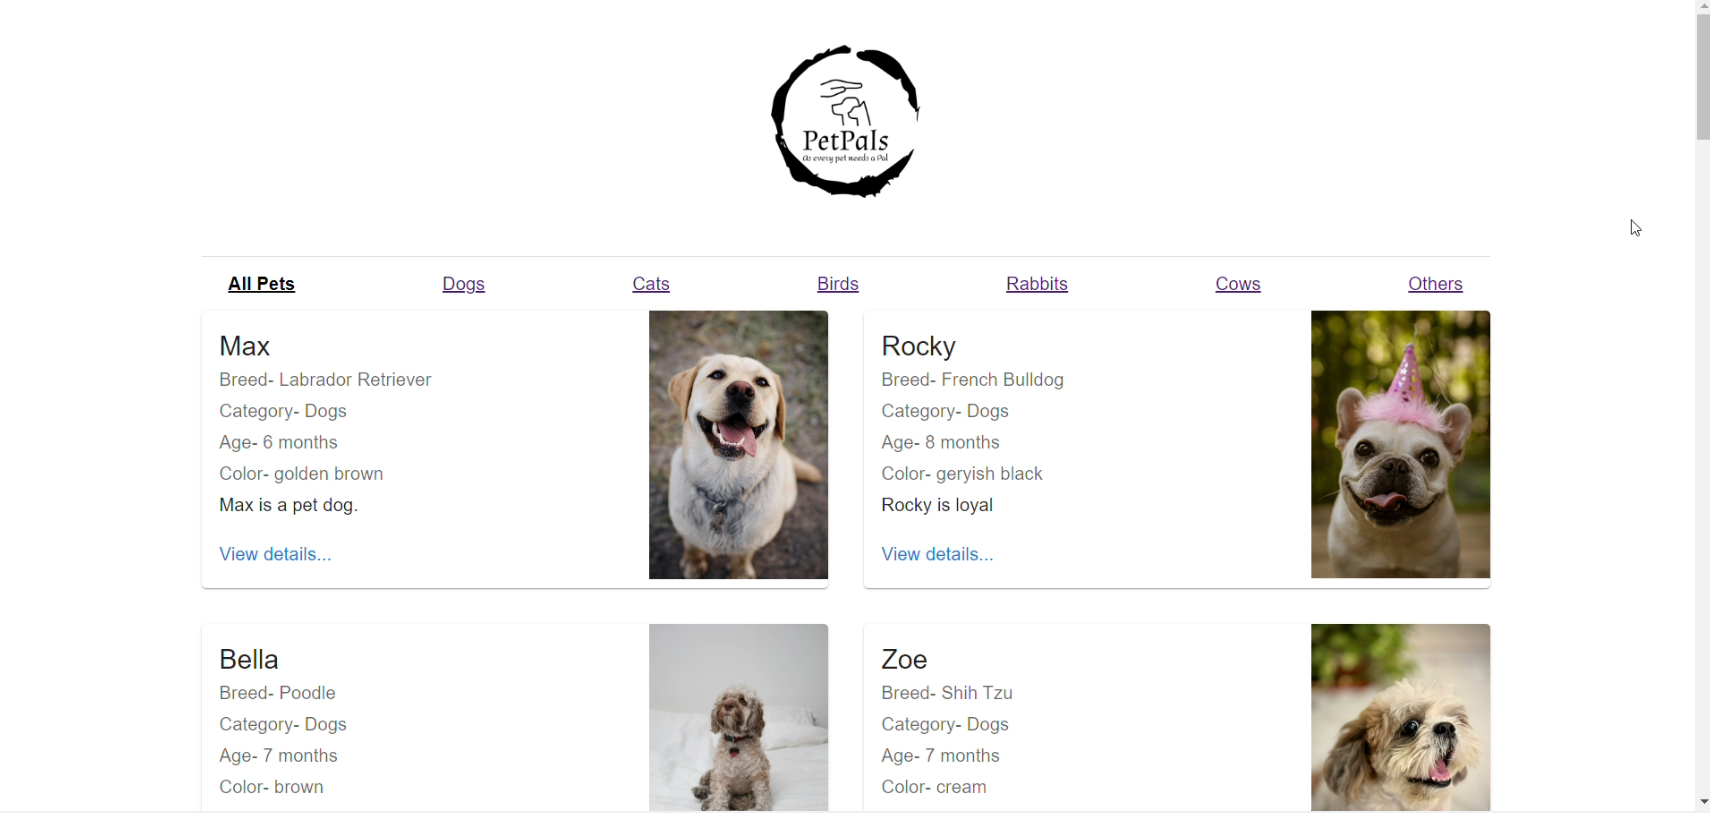 PetPals
As every pet needs a Pal
All Pets Dogs Cats Birds Rabbits Cows Others
Max
Breed- Labrador Retriever
Category- Dogs
Age- 6 months
Color- golden brown
Max is a pet dog.
View details...
Rocky
Breed- French Bulldog
Category- Dogs
Age- 8 months
Color- geryish black
Rocky is loyal
View details...
Bella
Breed- Poodle
Category- Dogs
Age- 7 months
Color- brown
Zoe
Breed- Shih Tzu
Category- Dogs
Age- 7 months
Color- cream